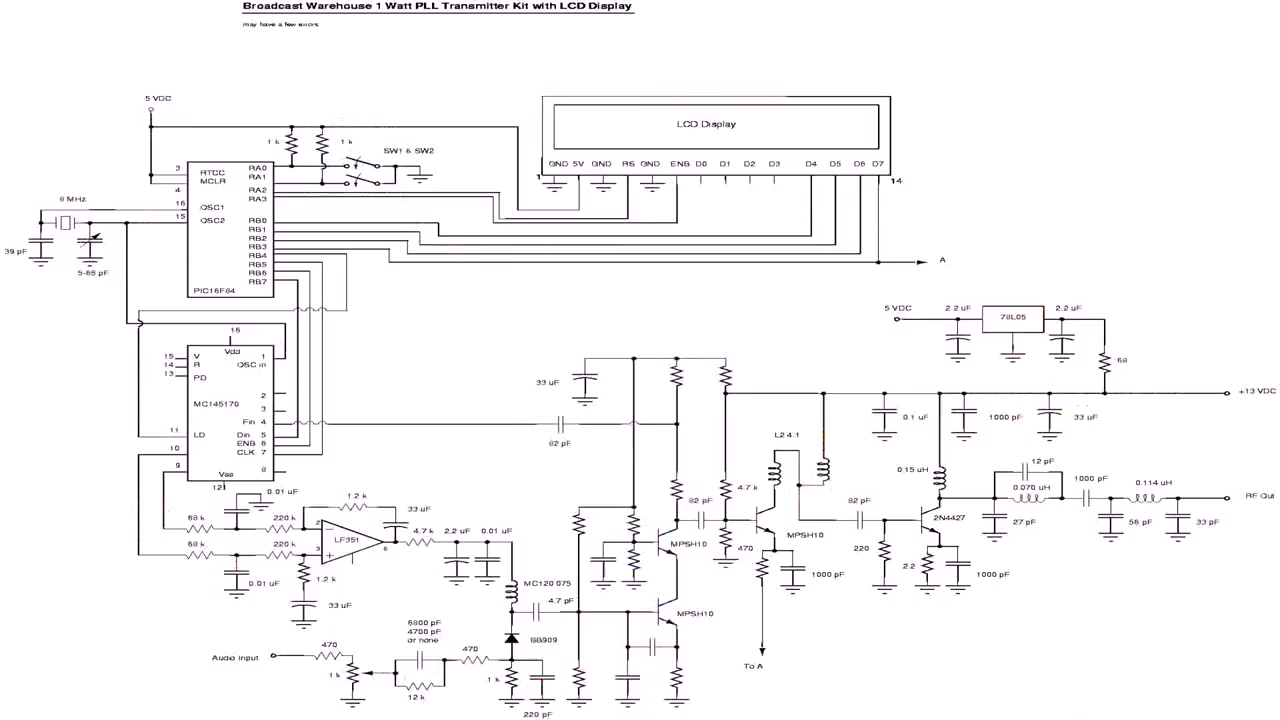 Broadcast Warehouse 1 Watt PLL Transmitter Kit with LCD Display
may have a few errors
5 VDC
LCD Display
1 k
1 k
SW1 & SW2
GND 5V GND RS GND ENB D0 D1 D2 D3 D4 D5 D6 D7
1
14
3
RTCC
MCLR
4
RA0
RA1
RA2
RA3
8 MHz
16
OSC1
15
OSC2
RB0
RB1
RB2
RB3
RB4
RB5
RB6
RB7
39 pF
5-65 pF
PIC16F84
A
5 VDC
2.2 uF
78L05
2.2 uF
68
+13 VDC
16
Vdd
15 V
14 R
13 PD
1
OSC in
2
3
MC145170
Fin 4
11 LD
Din 5
ENB 6
10
CLK 7
9
8
Vss
12
33 uF
82 pF
0.1 uF
1000 pF
33 uF
L2 4.1
0.15 uH
12 pF
0.070 uH
1000 pF
0.114 uH
RF Out
27 pF
56 pF
33 pF
0.01 uF
1.2 k
33 uF
68 k
220 k
2
LF351
6
4.7 k
2.2 uF
0.01 uF
68 k
220 k
3
0.01 uF
1.2 k
33 uF
82 pF
4.7 k
MPSH10
470
MPSH10
1000 pF
82 pF
220
2N4427
2.2
1000 pF
MC120 075
4.7 pF
MPSH10
6800 pF
4700 pF
or none
BB909
Audio Input
470
1 k
12 k
470
1 k
220 pF
To A